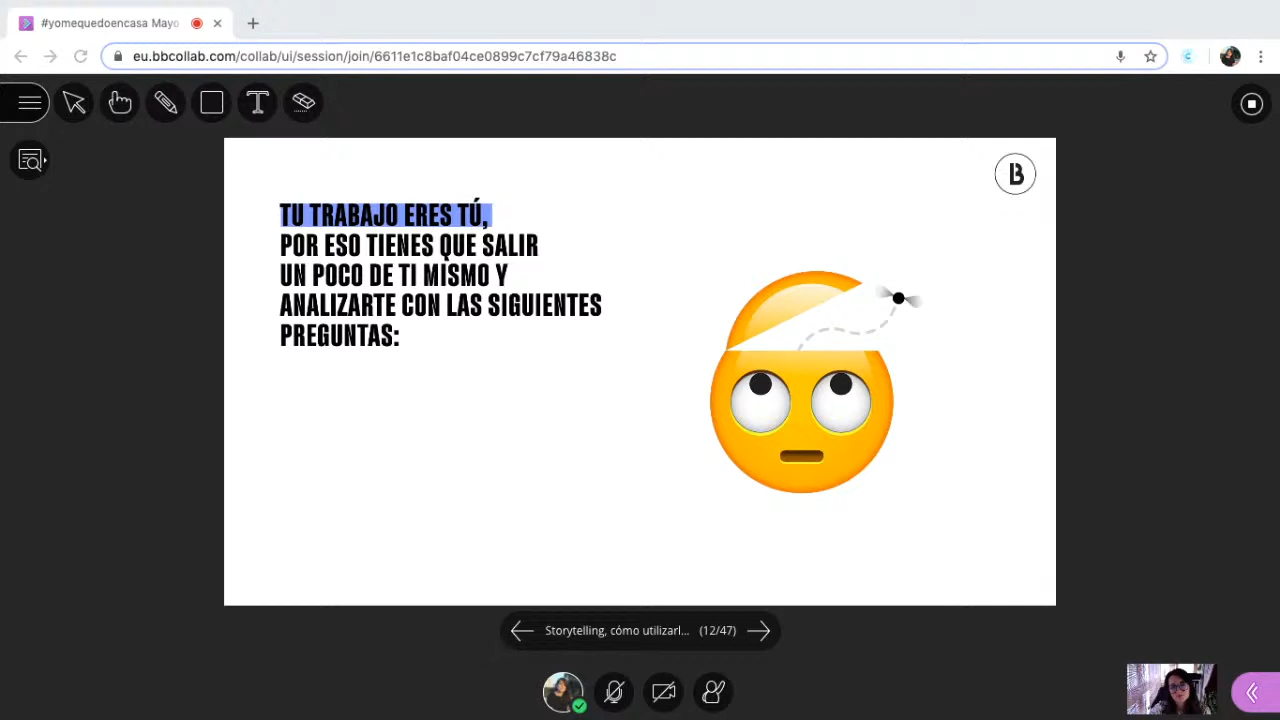 #yomequedoencasa Mayo
eu.bbcollab.com/collab/ui/session/join/6611e1c8baf04ce0899c7cf79a46838c
T
B
TU TRABAJO ERES TÚ,
POR ESO TIENES QUE SALIR
UN POCO DE TI MISMO Y
ANALIZARTE CON LAS SIGUIENTES
PREGUNTAS:
Storytelling, cómo utilizarl... (12/47)